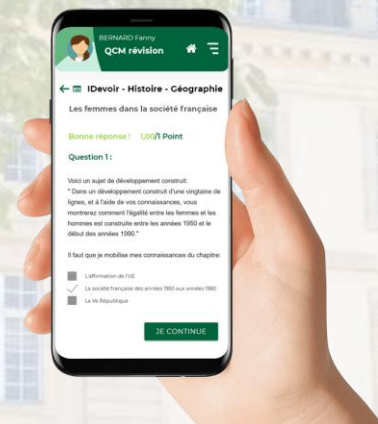 BERNARD Fanny
QCM révision
IDevoir - Histoire - Géographie
Les femmes dans la société française
Bonne réponse ! 1,00/1 Point
Question 1 :
Voici un sujet de développement construit:
" Dans un développement construit d'une vingtaine de
lignes, et à l'aide de vos connaissances, vous
montrerez comment l'égalité entre les femmes et les
hommes est construite entre les années 1950 et le
début des années 1990."
Il faut que je mobilise mes connaissances du chapitre:
L'affirmation de l'UE
La société française des années 1950 aux années 1980
La Ve République
JE CONTINUE